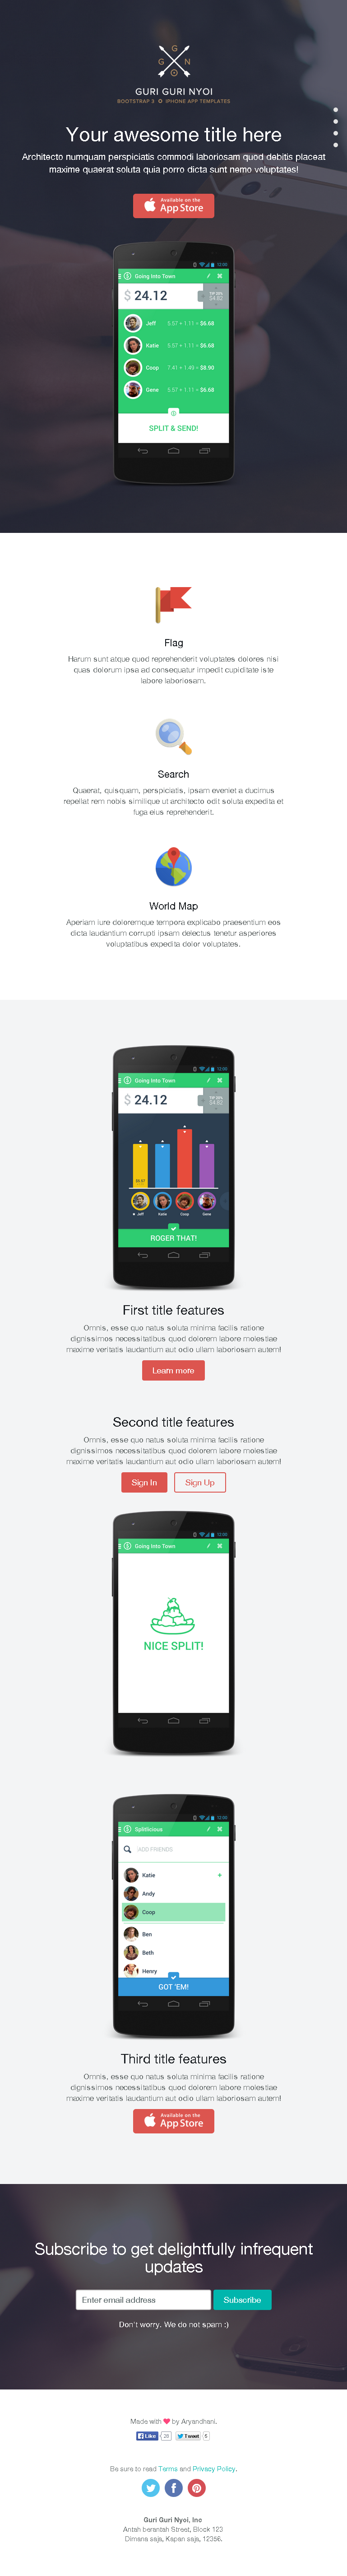 G
G N
GURI GURI NYOI
BOOTSTRAP 3 IPHONE APP TEMPLATES
Your awesome title here
Architecto numquam perspiciatis commodi laboriosam quod debitis placeat
maxime quaerat soluta quia porro dicta sunt nemo voluptates!
Available on the
App Store
12:00
Going Into Town
$ 24.12
Jeff 5.57 + 1.11 = $6.68
Katie 5.57 + 1.11 = $6.68
Coop 7.41 + 1.49 = $8.90
Gene 5.57 + 1.11 = $6.68
SPLIT & SEND!
Flag
Harum sunt atque quod reprehenderit voluptates dolores nisi
quas dolorum ipsa ad consequatur impedit cupiditate iste
labore laboriosam.
Search
Quaerat, quisquam, perspiciatis, ipsam eveniet a ducimus
repellat rem nobis similique ut architecto odit soluta expedita et
fuga eius reprehenderit.
World Map
Aperiam iure doloremque tempora explicabo praesentium eos
dicta laudantium corrupti ipsam delectus tenetur asperiores
voluptatibus expedita dolor voluptates.
12:00
Going Into Town
$ 24.12
Jeff Katie Coop Gene
ROGER THAT!
First title features
Omnis, esse quo natus soluta minima facilis ratione
dignissimos necessitatibus quod dolorem labore molestiae
maxime veritatis laudantium aut odio ullam laboriosam autem!
Learn more
Second title features
Omnis, esse quo natus soluta minima facilis ratione
dignissimos necessitatibus quod dolorem labore molestiae
maxime veritatis laudantium aut odio ullam laboriosam autem!
Sign In Sign Up
12:00
Going Into Town
NICE SPLIT!
12:00
Splitlicious
ADD FRIENDS
Katie +
Andy
Coop
Ben
Beth
Henry
GOT 'EM!
Third title features
Omnis, esse quo natus soluta minima facilis ratione
dignissimos necessitatibus quod dolorem labore molestiae
maxime veritatis laudantium aut odio ullam laboriosam autem!
Available on the
App Store
Subscribe to get delightfully infrequent
updates
Enter email address Subscribe
Don't worry. We do not spam :)
Made with by Aryandhani.
Like Tweet 5
Be sure to read Terms and Privacy Policy.
Guri Guri Nyoi, Inc
Antah berantah Street, Block 123
Dimana saja, Kapan saja, 12356.